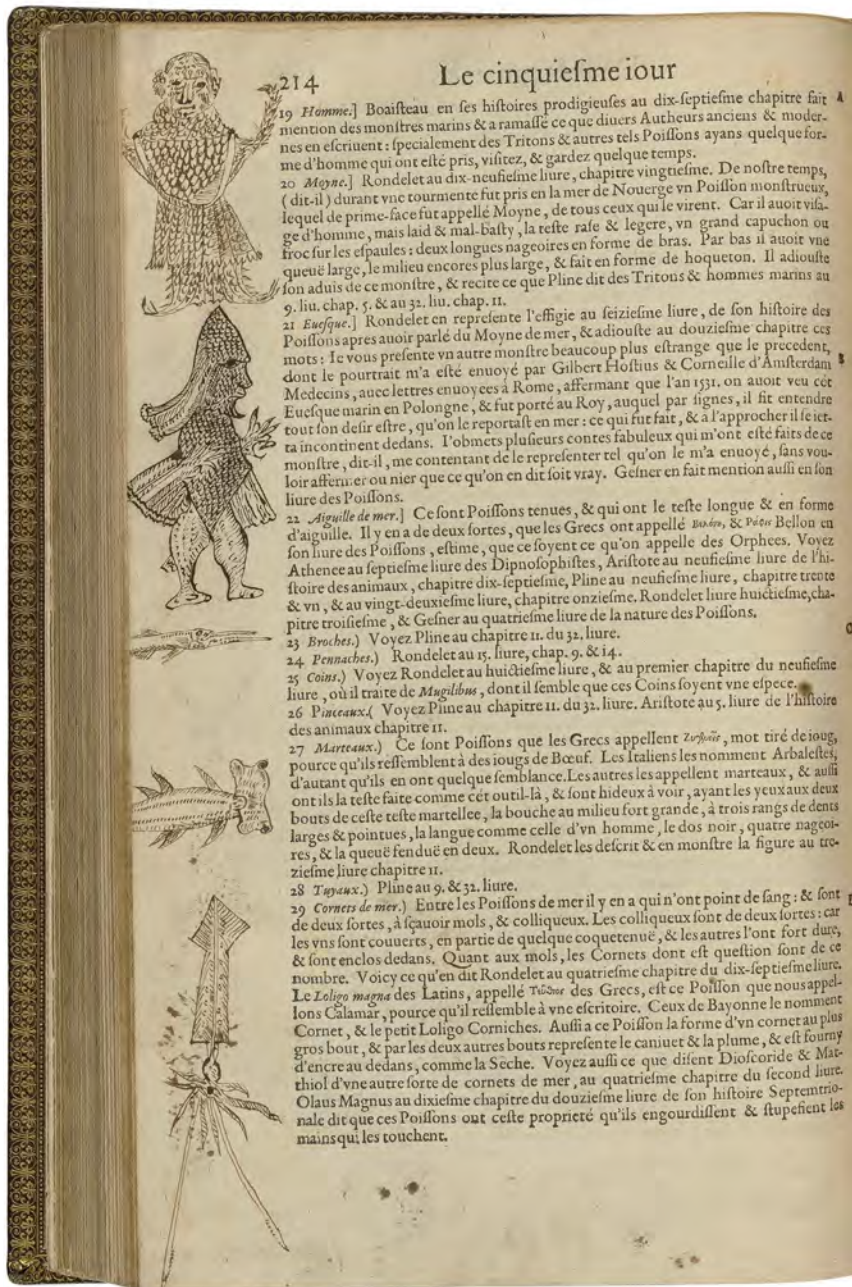 214 Le cinquieſme iour
19 Homme.] Boaiſteau en ſes hiſtoires prodigieuſes au dix-ſeptieſme chapitre fait A
mention des monſtres marins & a ramaſſé ce que diuers Autheurs anciens & moder-
nes en eſcriuent : ſpecialement des Tritons & autres tels Poiſſons ayans quelque for-
me d'homme qui ont eſté pris, viſitez, & gardez quelque temps.
20 Moyne.] Rondelet au dix-neufieſme liure, chapitre vingtieſme. De noſtre temps,
(dit-il) durant vne tourmente fut pris en la mer de Nouerge vn Poiſſon monſtrueux,
lequel de prime-face fut appellé Moyne, de tous ceux qui le virent. Car il auoit viſa-
ge d'homme, mais laid & mal-baſty, la teſte raſe & legere, vn grand capuchon ou
froc ſur les eſpaules : deux longues nageoires en forme de bras. Par bas il auoit vne
queuë large, le milieu encores plus large, & fait en forme de hoqueton. Il adiouſte
ſon aduis de ce monſtre, & recite ce que Pline dit des Tritons & hommes marins au
9. liu. chap. 5. & au 32. liu. chap. 11.
21 Eueſque.] Rondelet en repreſente l'effigie au ſeizieſme liure, de ſon hiſtoire des
Poiſſons apres auoir parlé du Moyne de mer, & adiouſte au douzieſme chapitre ces
mots : Ie vous preſente vn autre monſtre beaucoup plus eſtrange que le precedent,
dont le pourtrait m'a eſté enuoyé par Gilbert Hoſtius & Corneille d'Amſterdam B
Medecins, auec lettres enuoyees à Rome, affermant que l'an 1531. on auoit veu cét
Eueſque marin en Polongne, & fut porté au Roy, auquel par ſignes, il fit entendre
tout ſon deſir eſtre, qu'on le reportaſt en mer : ce qui fut fait, & à l'approcher il ſe iet-
ta incontinent dedans. I'obmets pluſieurs contes fabuleux qui m'ont eſté faits de ce
monſtre, dit-il, me contentant de le repreſenter tel qu'on le m'a enuoyé, ſans vou-
loir affermer ou nier que ce qu'on en dit ſoit vray. Geſner en fait mention auſſi en ſon
liure des Poiſſons.
22 Aiguille de mer.] Ce ſont Poiſſons tenues, & qui ont le teſte longue & en forme
d'aiguille. Il y en a de deux ſortes, que les Grecs ont appellé & Bellon en
ſon liure des Poiſſons, eſtime, que ce ſoyent ce qu'on appelle des Orphees. Voyez
Athenee au ſeptieſme liure des Dipnoſophiſtes, Ariſtote au neufieſme liure de l'hi-
ſtoire des animaux, chapitre dix-ſeptieſme, Pline au neufieſme liure, chapitre trente
& vn, & au vingt-deuxieſme liure, chapitre onzieſme. Rondelet liure huictieſme, cha-
pitre troiſieſme, & Geſner au quatrieſme liure de la nature des Poiſſons.
23 Broches.) Voyez Pline au chapitre 11. du 32. liure. C
24 Pennaches.) Rondelet au 15. liure, chap. 9. & 14.
25 Coins.) Voyez Rondelet au huictieſme liure, & au premier chapitre du neufieſme
liure, où il traite de Mugilibus, dont il ſemble que ces Coins ſoyent vne eſpece.
26 Pinceaux.( Voyez Pline au chapitre 11. du 32. liure. Ariſtote au 5. liure de l'hiſtoire
des animaux chapitre 11.
27 Marteaux.) Ce ſont Poiſſons que les Grecs appellent , mot tiré de ioug,
pource qu'ils reſſemblent à des iougs de Bœuf. Les Italiens les nomment Arbaleſtes,
d'autant qu'ils en ont quelque ſemblance. Les autres les appellent marteaux, & auſſi
ont ils la teſte faite comme cét outil-là, & ſont hideux à voir, ayant les yeux aux deux
bouts de ceſte teſte martellee, la bouche au milieu fort grande, à trois rangs de dents
larges & pointues, la langue comme celle d'vn homme, le dos noir, quatre nageoi-
res, & la queuë fenduë en deux. Rondelet les deſcrit & en monſtre la figure au tre-
zieſme liure chapitre 11.
28 Tuyaux.) Pline au 9. & 32. liure.
29 Cornets de mer.) Entre les Poiſſons de mer il y en a qui n'ont point de ſang : & ſont
de deux ſortes, à ſçauoir mols, & colliqueux. Les colliqueux ſont de deux ſortes : car
les vns ſont couuerts, en partie de quelque coque tenuë, & les autres l'ont fort dure,
& ſont enclos dedans. Quant aux mols, les Cornets dont eſt queſtion ſont de ce
nombre. Voicy ce qu'en dit Rondelet au quatrieſme chapitre du dix-ſeptieſme liure.
Le Loligo magna des Latins, appellé des Grecs, eſt ce Poiſſon que nous appel-
lons Calamar, pource qu'il reſſemble à vne eſcritoire. Ceux de Bayonne le nomment
Cornet, & le petit Loligo Corniches. Auſſi a ce Poiſſon la forme d'vn cornet au plus
gros bout, & par les deux autres bouts repreſente le caniuet & la plume, & eſt fourny
d'encre au dedans, comme la Seche. Voyez auſſi ce que diſent Dioſcoride & Mat-
thiol d'vne autre ſorte de cornets de mer, au quatrieſme chapitre du ſecond liure.
Olaus Magnus au dixieſme chapitre du douzieſme liure de ſon hiſtoire Septemtrio-
nale dit que ces Poiſſons ont ceſte proprieté qu'ils engourdiſſent & ſtupefient les
mains qui les touchent.